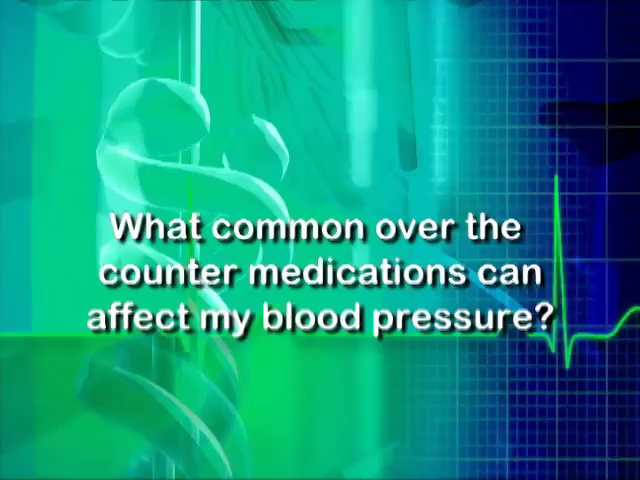 What common over the
counter medications can
affect my blood pressure?